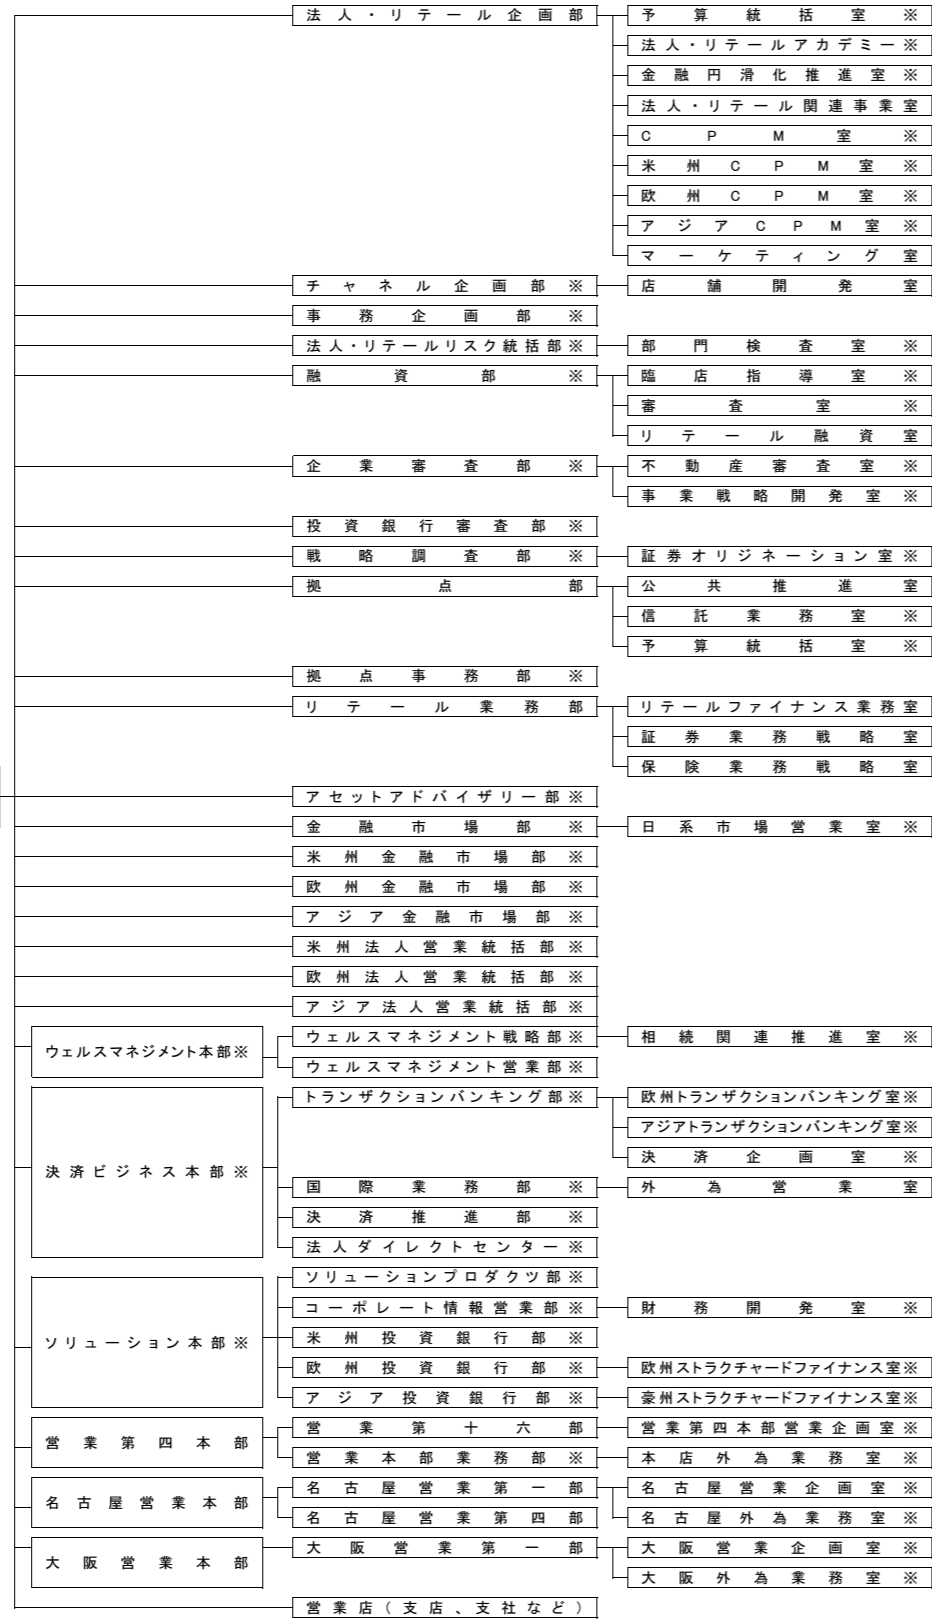 法人・リテール企画部 予算統括室※
法人・リテールアカデミー※
金融円滑化推進室※
法人・リテール関連事業室
CPM室※
米州CPM室※
欧州CPM室※
アジアCPM室※
マーケティング室
チャネル企画部※ 店舗開発室
事務企画部※
法人・リテールリスク統括部※ 部門検査室※
融資部※ 臨店指導室※
審査室※
リテール融資室
企業審査部※ 不動産審査室※
事業戦略開発室※
投資銀行審査部※
戦略調査部※ 証券オリジネーション室※
拠点部 公共推進室
信託業務室※
予算統括室※
拠点事務部※
リテール業務部 リテールファイナンス業務室
証券業務戦略室
保険業務戦略室
アセットアドバイザリー部※
金融市場部※ 日系市場営業室※
米州金融市場部※
欧州金融市場部※
アジア金融市場部※
米州法人営業統括部※
欧州法人営業統括部※
アジア法人営業統括部※
ウェルスマネジメント本部※ ウェルスマネジメント戦略部※ 相続関連推進室※
ウェルスマネジメント営業部※
決済ビジネス本部※ トランザクションバンキング部※ 欧州トランザクションバンキング室※
アジアトランザクションバンキング室※
決済企画室※
国際業務部※ 外為営業室
決済推進部※
法人ダイレクトセンター※
ソリューション本部※ ソリューションプロダクツ部※
コーポレート情報営業部※ 財務開発室※
米州投資銀行部※
欧州投資銀行部※ 欧州ストラクチャードファイナンス室※
アジア投資銀行部※ 豪州ストラクチャードファイナンス室※
営業第四本部 営業第十六部 営業第四本部営業企画室※
営業本部業務部※ 本店外為業務室※
名古屋営業本部 名古屋営業第一部 名古屋営業企画室※
名古屋営業第四部 名古屋外為業務室※
大阪営業本部 大阪営業第一部 大阪営業企画室※
大阪外為業務室※
営業店(支店、支社など)